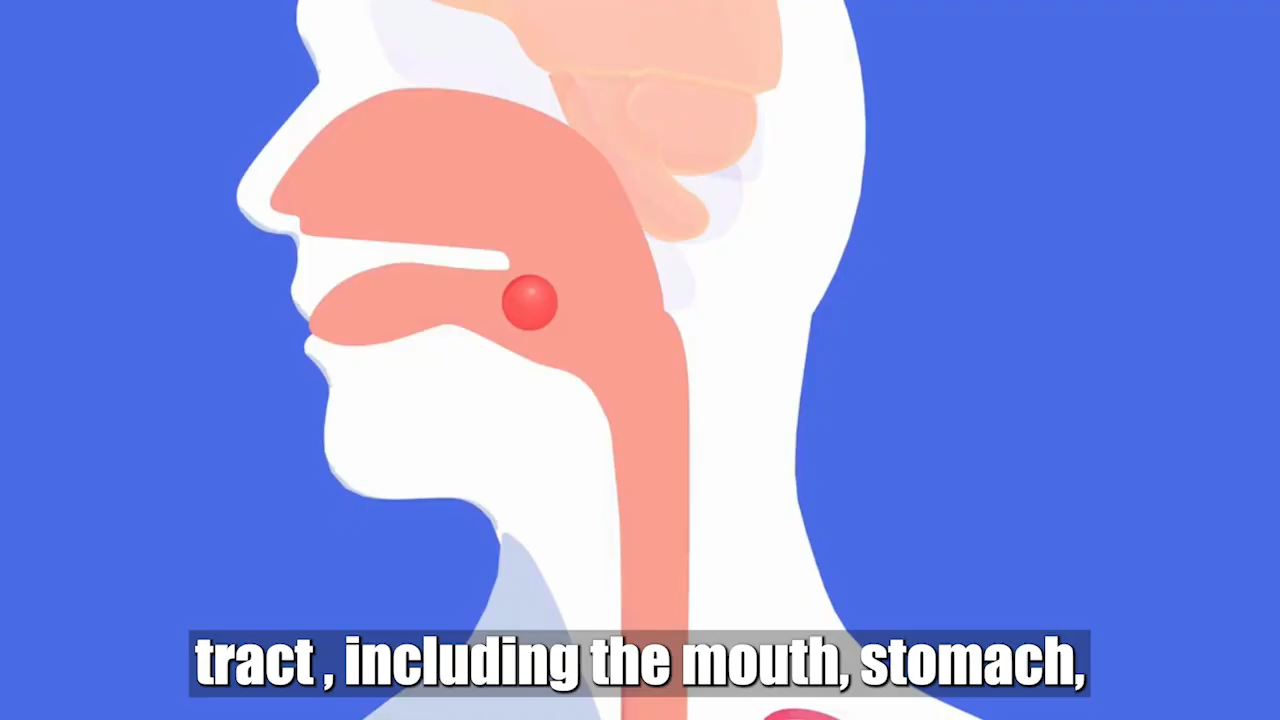 tract , including the mouth, stomach,